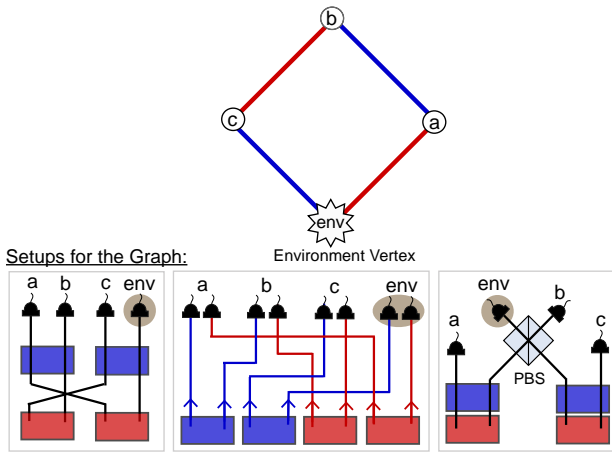 b
c
a
env
Environment Vertex
Setups for the Graph:
a b c env
a b c env
env b
a c
PBS